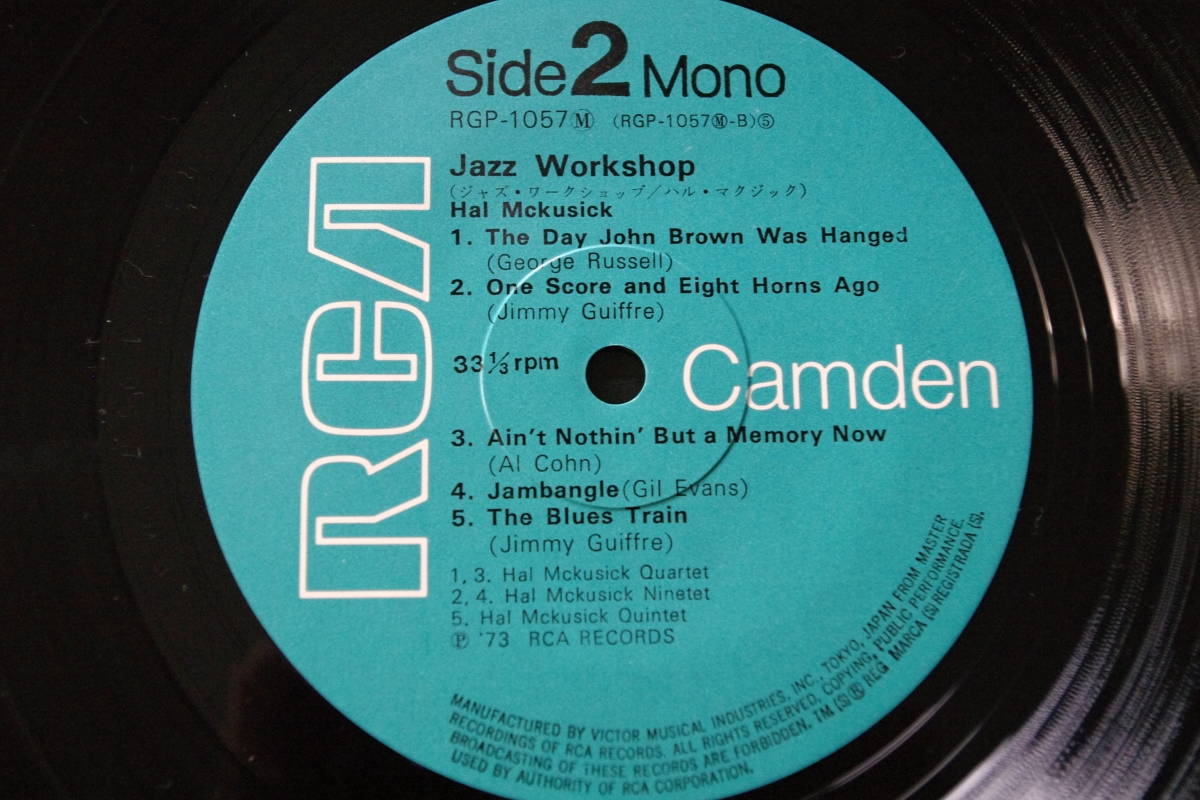 Side 2 Mono
RGP-1057Ⓜ (RGP-1057Ⓜ-B)⑤
Jazz Workshop
(ジャズ・ワークショップ/ハル・マクジック)
Hal Mckusick
1. The Day John Brown Was Hanged
(George Russell)
2. One Score and Eight Horns Ago
(Jimmy Guiffre)
RCA
33⅓ rpm
Camden
3. Ain't Nothin' But a Memory Now
(Al Cohn)
4. Jambangle (Gil Evans)
5. The Blues Train
(Jimmy Guiffre)
1, 3. Hal Mckusick Quartet
2, 4. Hal Mckusick Ninetet
5. Hal Mckusick Quintet
Ⓟ '73 RCA RECORDS
MANUFACTURED BY VICTOR MUSICAL INDUSTRIES, INC., TOKYO, JAPAN FROM MASTER
RECORDINGS OF RCA RECORDS. ALL RIGHTS RESERVED, COPYING, PUBLIC PERFORMANCE,
BROADCASTING OF THESE RECORDS ARE FORBIDDEN. TM (S) ® REG MARCA (S) REGISTRADA (S).
USED BY AUTHORITY OF RCA CORPORATION.